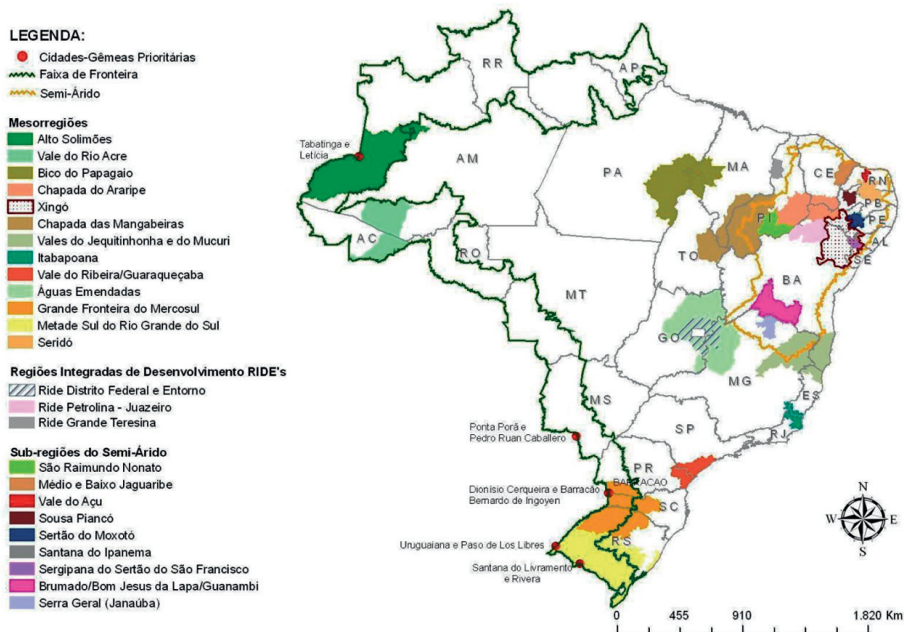 LEGENDA:
Cidades-Gêmeas Prioritárias
Faixa de Fronteira
Semi-Árido
Mesorregiões
Alto Solimões
Vale do Rio Acre
Bico do Papagaio
Chapada do Araripe
Xingó
Chapada das Mangabeiras
Vales do Jequitinhonha e do Mucuri
Itabapoana
Vale do Ribeira/Guaraqueçaba
Águas Emendadas
Grande Fronteira do Mercosul
Metade Sul do Rio Grande do Sul
Seridó
Regiões Integradas de Desenvolvimento RIDE's
Ride Distrito Federal e Entorno
Ride Petrolina - Juazeiro
Ride Grande Teresina
Sub-regiões do Semi-Árido
São Raimundo Nonato
Médio e Baixo Jaguaribe
Vale do Açu
Sousa Piancó
Sertão do Moxotó
Santana do Ipanema
Sergipana do Sertão do São Francisco
Brumado/Bom Jesus da Lapa/Guanambi
Serra Geral (Janaúba)
RR
AP
Tabatinga e
Letícia
AM
PA
MA
CE
RN
PB
PE
AL
SE
PI
AC
RO
TO
BA
MT
GO
MG
ES
MS
SP
RJ
Ponta Porã e
Pedro Ruan Caballero
PR
BARRACAO
Dionísio Cerqueira e Barracão
Bernardo de Irigoyen
SC
RS
Uruguaiana e Paso de Los Libres
Santana do Livramento
e Rivera
N
W
E
S
0 455 910 1.820 Km